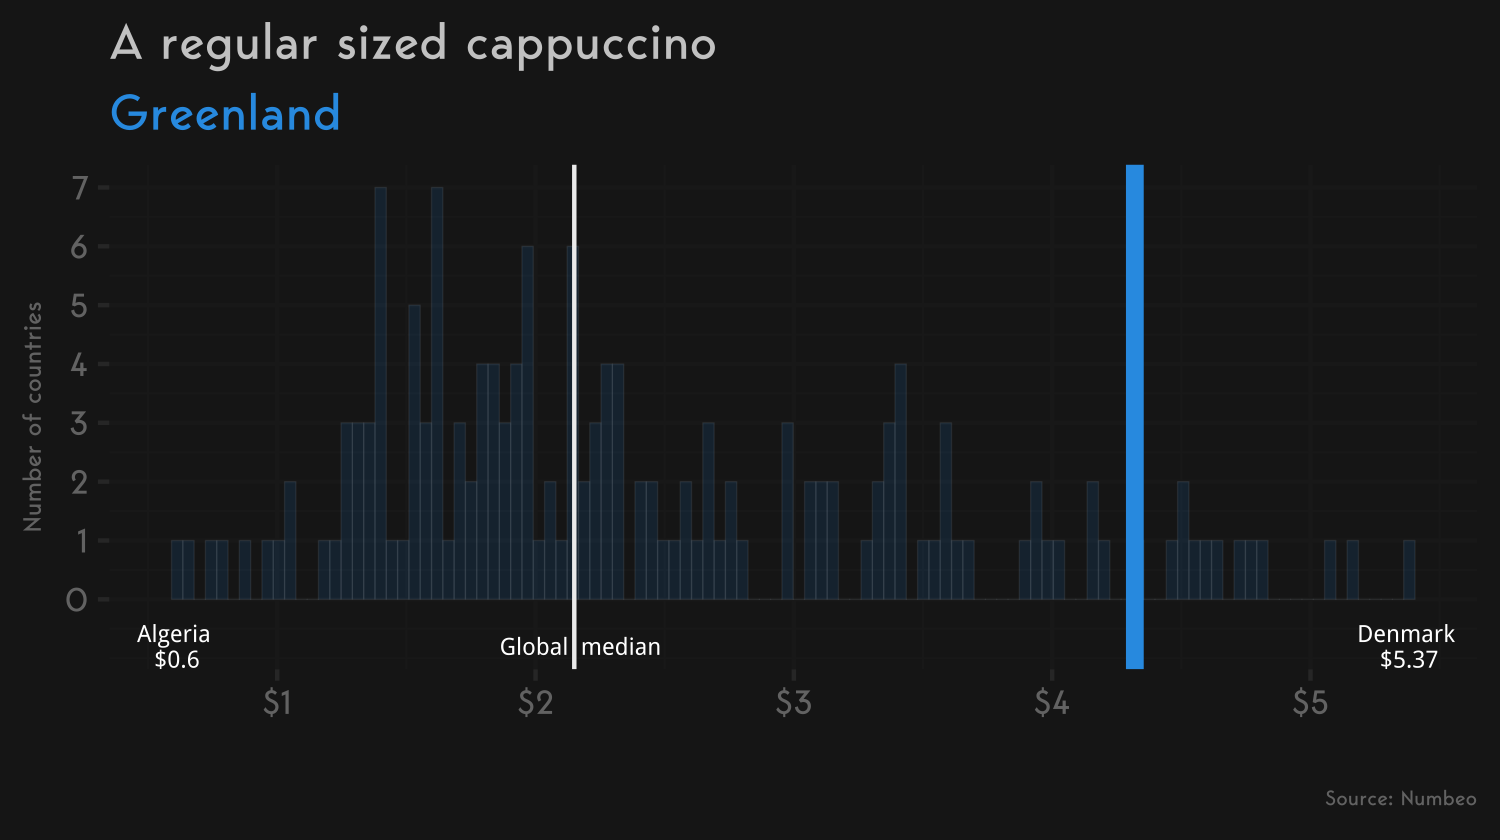 A regular sized cappuccino
Greenland
Number of countries
7
6
5
4
3
2
1
0
Algeria
$0.6
Global median
Denmark
$5.37
$1 $2 $3 $4 $5
Source: Numbeo